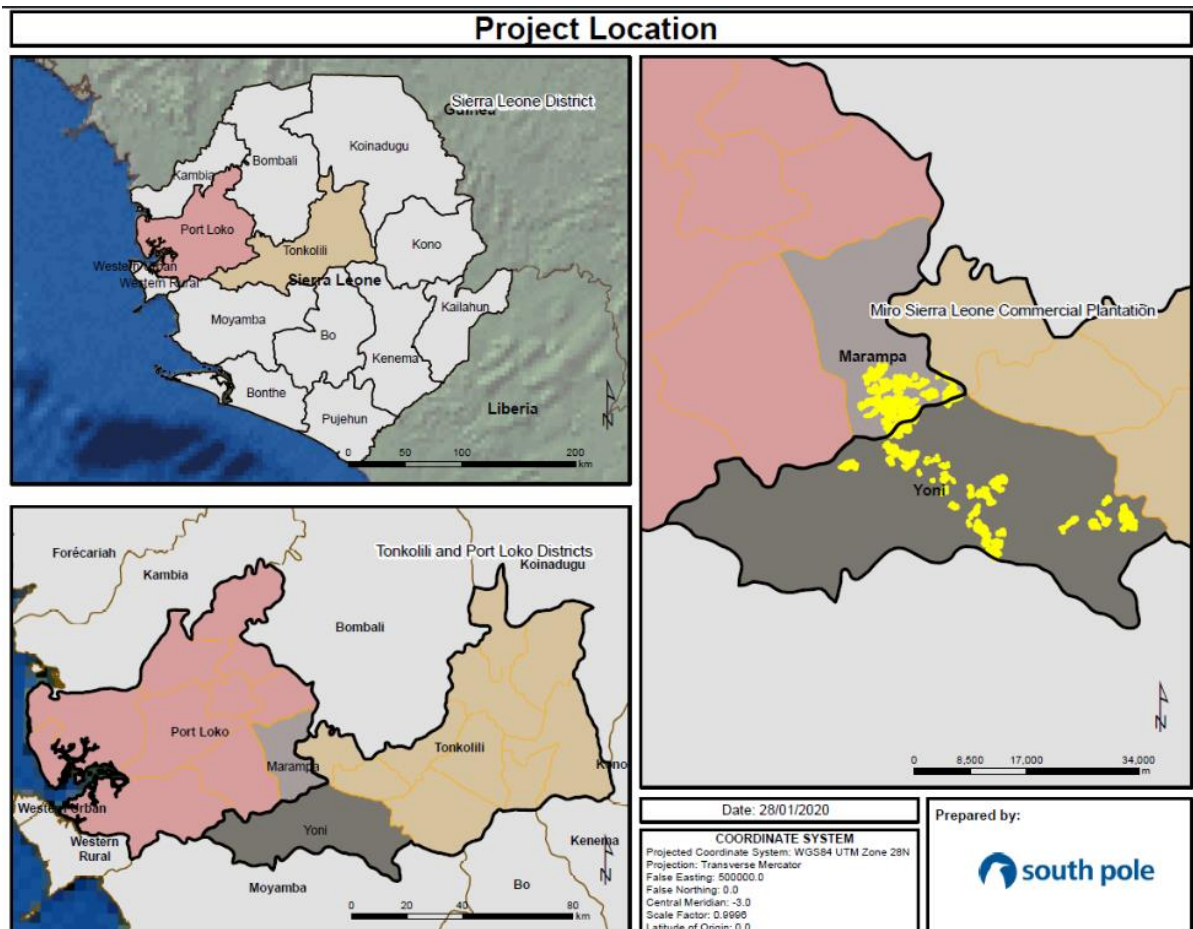 Project Location
Sierra Leone District
Guinea
Koinadugu
Bombali
Kambia
Port Loko
Tonkolili
Kono
Western Urban
Western Rural
Sierra Leone
Kailahun
Moyamba
Bo
Kenema
Bonthe
Pujehun
Liberia
N
0 50 100 200
km
Miro Sierra Leone Commercial Plantation
Marampa
Yoni
N
0 8,500 17,000 34,000
m
Tonkolili and Port Loko Districts
Forécariah
Kambia
Koinadugu
Bombali
Port Loko
Tonkolili
Marampa
Kono
Western Urban
Yoni
Western
Rural
Kenema
N
Moyamba
Bo
0 20 40 80
km
Date: 28/01/2020
COORDINATE SYSTEM
Projected Coordinate System: WGS84 UTM Zone 28N
Projection: Transverse Mercator
False Easting: 500000.0
False Northing: 0.0
Central Meridian: -3.0
Scale Factor: 0.9996
Latitude of Origin: 0.0
Prepared by:
south pole